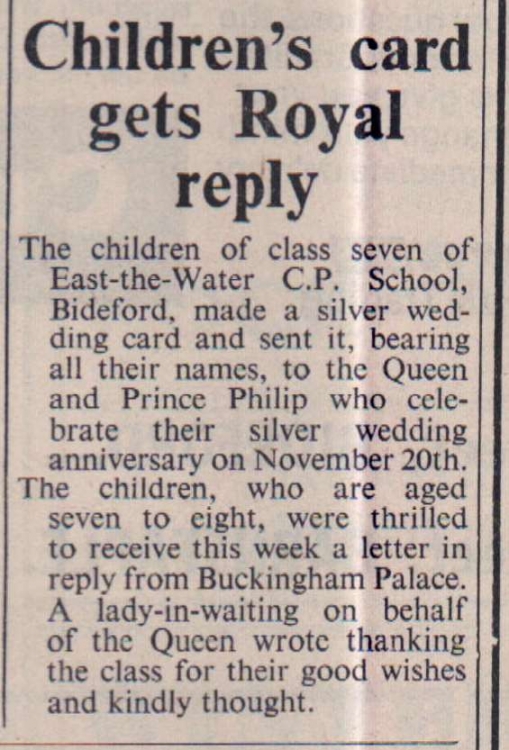 Children's card
gets Royal
reply
The children of class seven of
East-the-Water C.P. School,
Bideford, made a silver wed-
ding card and sent it, bearing
all their names, to the Queen
and Prince Philip who cele-
brate their silver wedding
anniversary on November 20th.
The children, who are aged
seven to eight, were thrilled
to receive this week a letter in
reply from Buckingham Palace.
A lady-in-waiting on behalf
of the Queen wrote thanking
the class for their good wishes
and kindly thought.